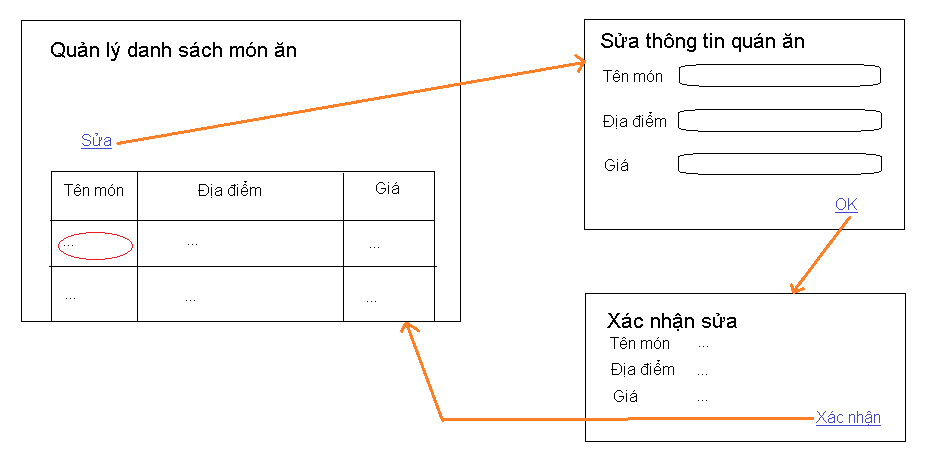 Quản lý danh sách món ăn
Sửa
Tên món Địa điểm Giá
... ... ...
... ... ...
Sửa thông tin quán ăn
Tên món
Địa điểm
Giá
OK
Xác nhận sửa
Tên món ...
Địa điểm ...
Giá ...
Xác nhận